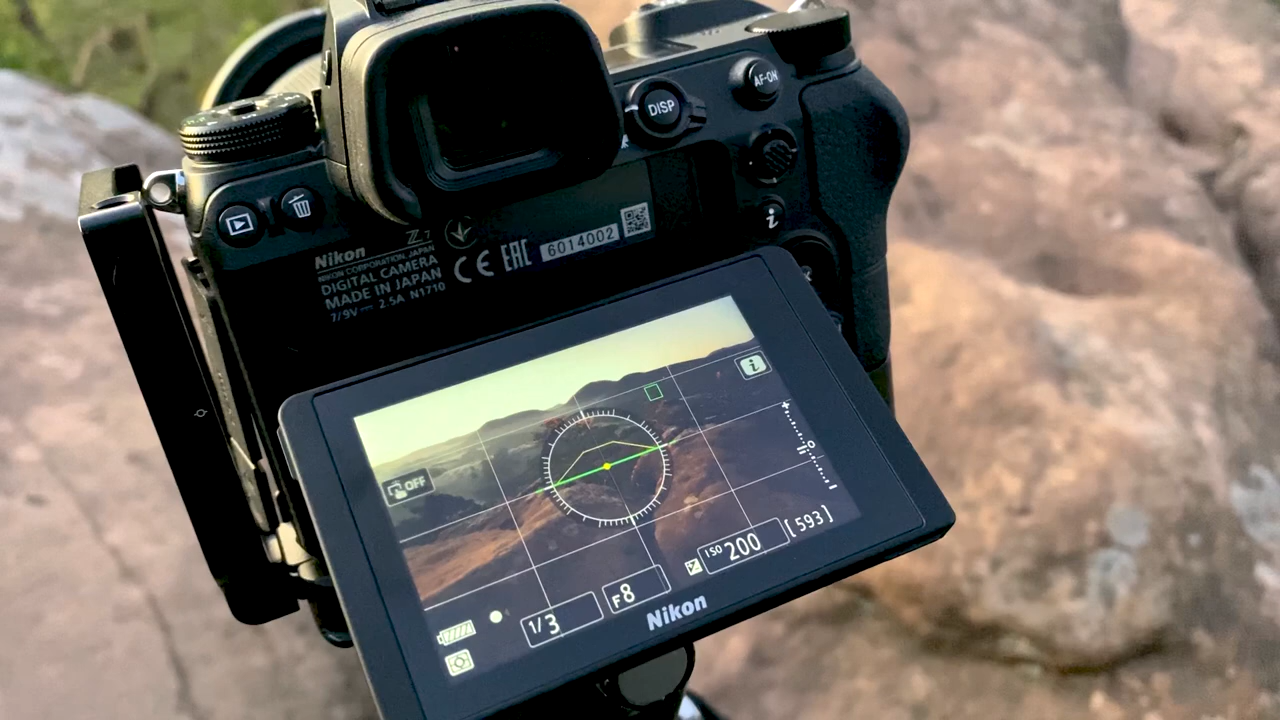 DISP
AF-ON
i
Nikon
Z 7
NIKON CORPORATION, JAPAN
DIGITAL CAMERA
MADE IN JAPAN
7/9V 2.5A N1710
CE EAC
6014002
i
OFF
ISO 200
[593]
F8
1/3
Nikon